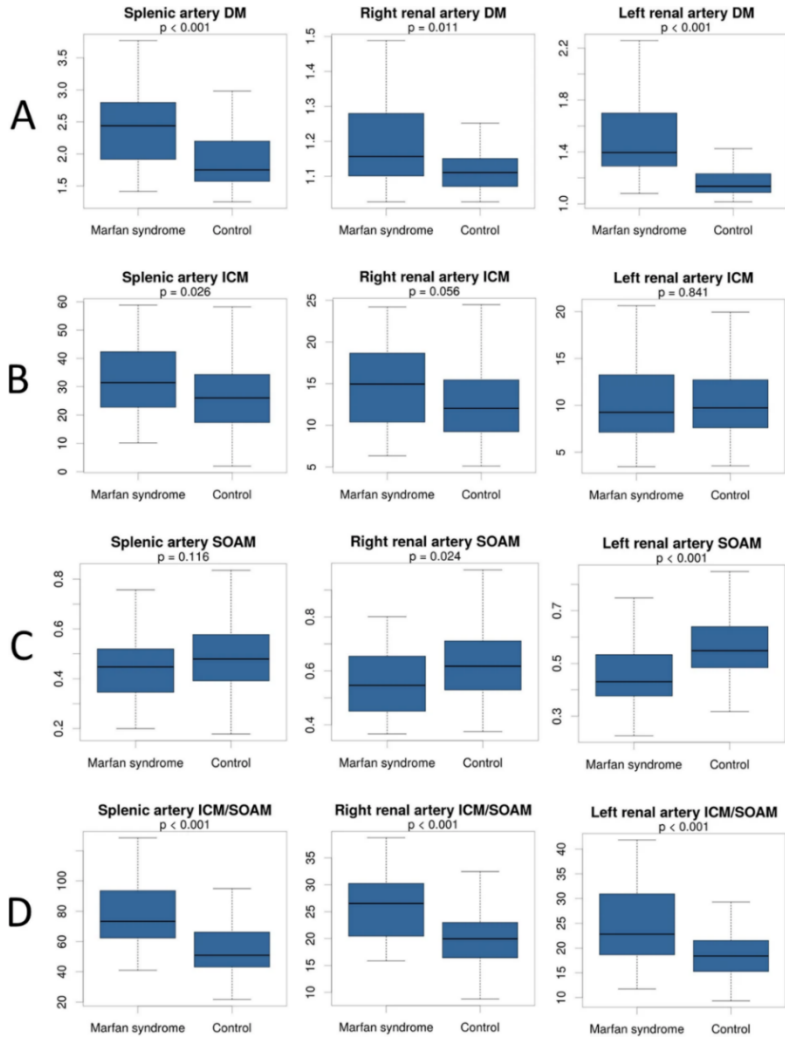 A
Splenic artery DM
p < 0.001
3.5
3.0
2.5
2.0
1.5
Marfan syndrome Control
Right renal artery DM
p = 0.011
1.5
1.4
1.3
1.2
1.1
Marfan syndrome Control
Left renal artery DM
p < 0.001
2.2
1.8
1.4
1.0
Marfan syndrome Control
B
Splenic artery ICM
p = 0.026
60
50
40
30
20
10
0
Marfan syndrome Control
Right renal artery ICM
p = 0.056
25
20
15
10
5
Marfan syndrome Control
Left renal artery ICM
p = 0.841
20
15
10
5
Marfan syndrome Control
C
Splenic artery SOAM
p = 0.116
0.8
0.6
0.4
0.2
Marfan syndrome Control
Right renal artery SOAM
p = 0.024
0.8
0.6
0.4
Marfan syndrome Control
Left renal artery SOAM
p < 0.001
0.7
0.5
0.3
Marfan syndrome Control
D
Splenic artery ICM/SOAM
p < 0.001
100
80
60
40
20
Marfan syndrome Control
Right renal artery ICM/SOAM
p < 0.001
35
30
25
20
15
10
Marfan syndrome Control
Left renal artery ICM/SOAM
p < 0.001
40
35
30
25
20
15
10
Marfan syndrome Control